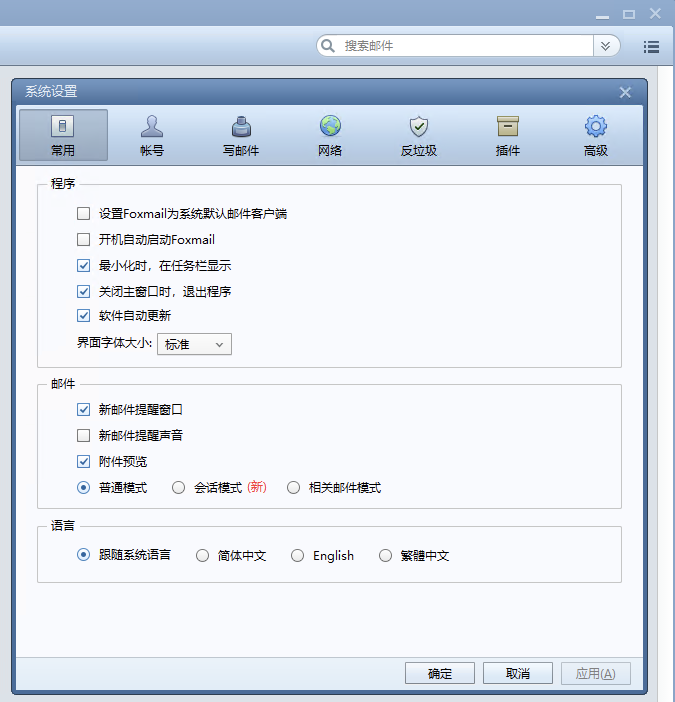 搜索邮件
系统设置
常用 帐号 写邮件 网络 反垃圾 插件 高级
程序
设置Foxmail为系统默认邮件客户端
开机自动启动Foxmail
最小化时，在任务栏显示
关闭主窗口时，退出程序
软件自动更新
界面字体大小: 标准
邮件
新邮件提醒窗口
新邮件提醒声音
附件预览
普通模式 会话模式 (新) 相关邮件模式
语言
跟随系统语言 简体中文 English 繁體中文
确定 取消 应用(A)